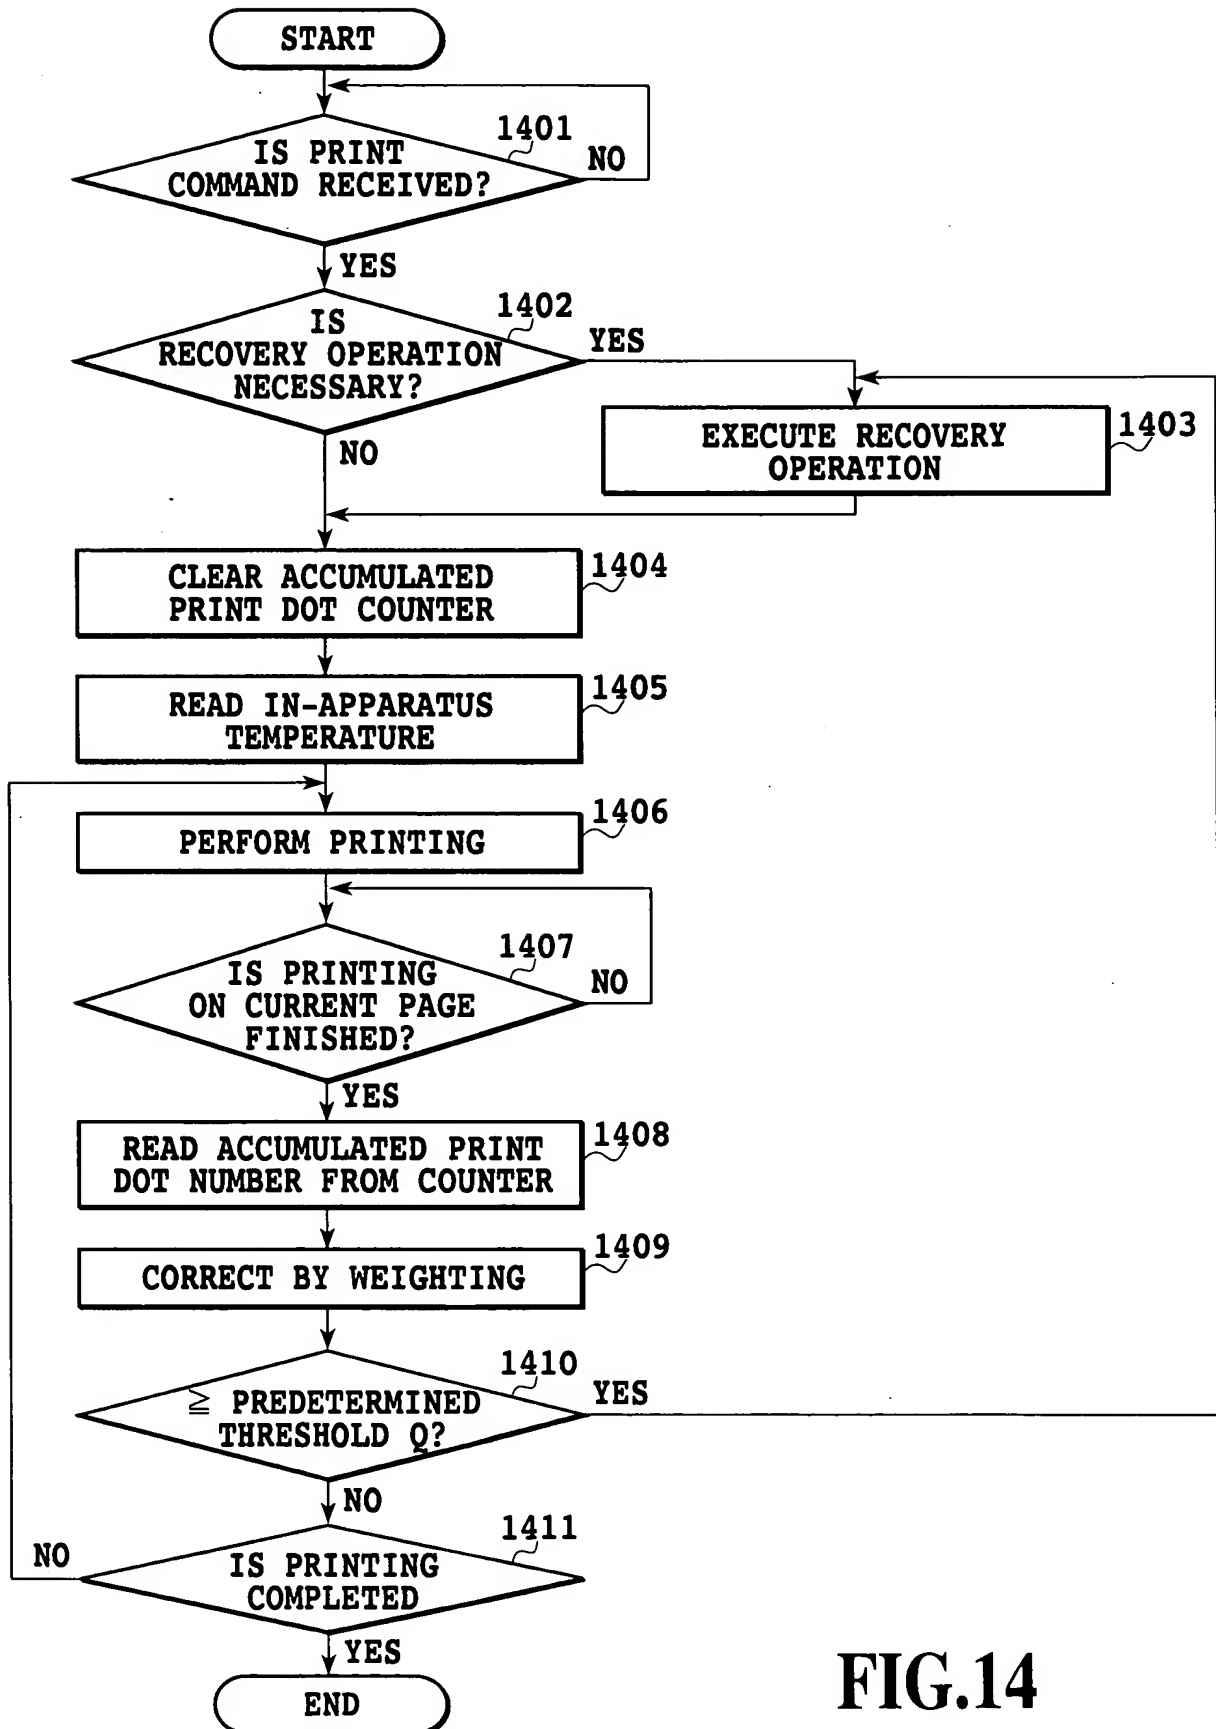 START
1401
IS PRINT
COMMAND RECEIVED?
NO
YES
1402
IS
RECOVERY OPERATION
NECESSARY?
YES
NO
EXECUTE RECOVERY
OPERATION
1403
CLEAR ACCUMULATED
PRINT DOT COUNTER
1404
READ IN-APPARATUS
TEMPERATURE
1405
PERFORM PRINTING
1406
1407
IS PRINTING
ON CURRENT PAGE
FINISHED?
NO
YES
READ ACCUMULATED PRINT
DOT NUMBER FROM COUNTER
1408
CORRECT BY WEIGHTING
1409
1410
≧ PREDETERMINED
THRESHOLD Q?
YES
NO
1411
IS PRINTING
COMPLETED
NO
YES
END
FIG.14